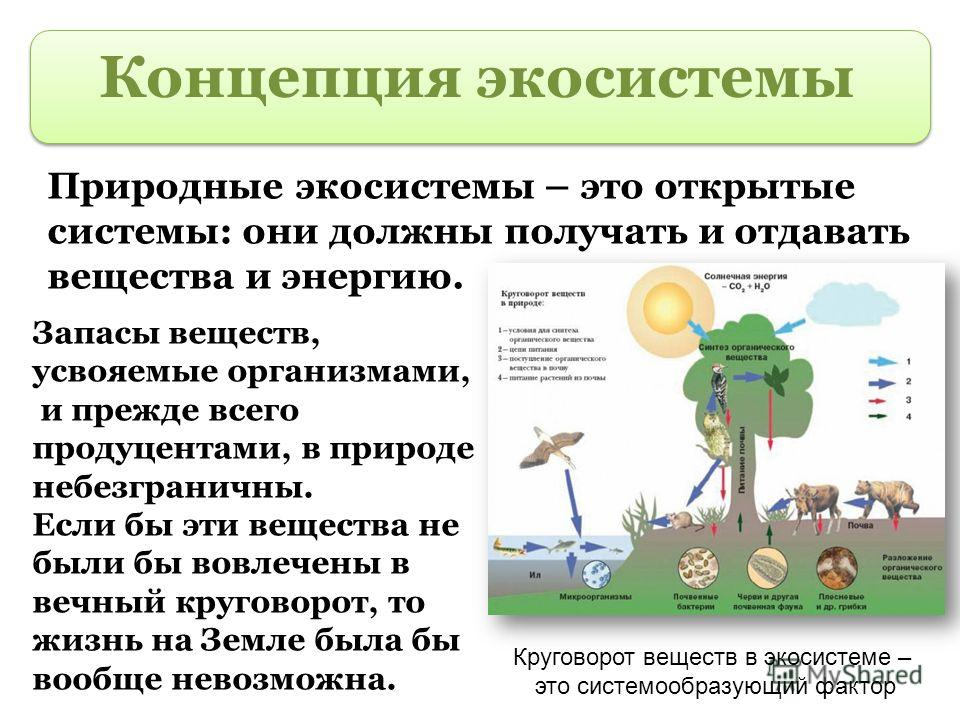 Концепция экосистемы
Природные экосистемы – это открытые
системы: они должны получать и отдавать
вещества и энергию.
Запасы веществ,
усвояемые организмами,
и прежде всего
продуцентами, в природе
небезграничны.
Если бы эти вещества не
были бы вовлечены в
вечный круговорот, то
жизнь на Земле была бы
вообще невозможна.
Круговорот веществ
в природе:
1 – условия для синтеза
органического вещества
2 – цепи питания
3 – поступление органического
вещества в почву
4 – питание растений из почвы
Солнечная энергия
– CO2 + H2O
Синтез органического
вещества
1
2
3
4
Питание почвы
Почва
Ил
Микроорганизмы
Почвенные
бактерии
Черви и другая
почвенная фауна
Плесневые
и др. грибки
Разложение
органического
вещества
Круговорот веществ в экосистеме –
это системообразующий фактор
MyShared